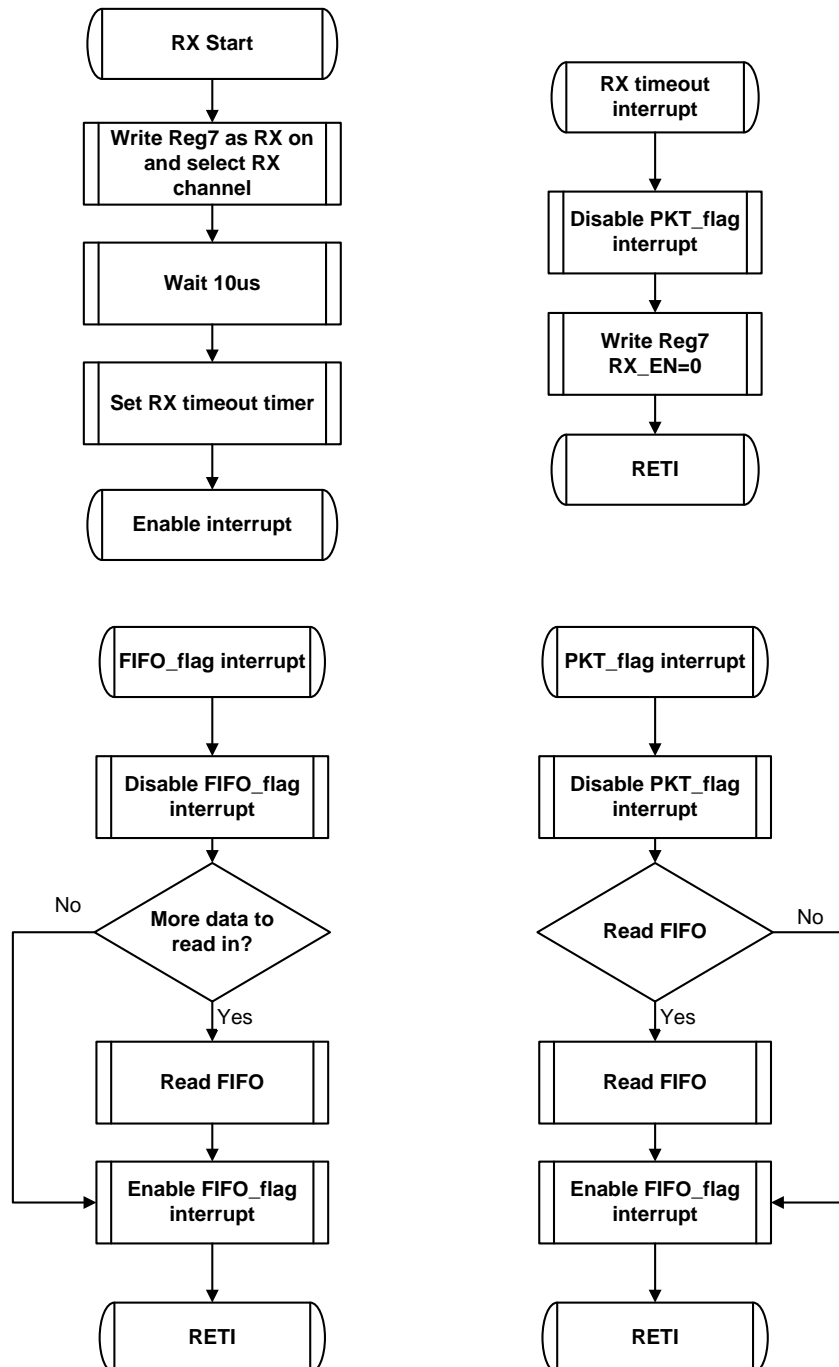 RX Start
Write Reg7 as RX on
and select RX
channel
Wait 10us
Set RX timeout timer
Enable interrupt
RX timeout
interrupt
Disable PKT_flag
interrupt
Write Reg7
RX_EN=0
RETI
FIFO_flag interrupt
Disable FIFO_flag
interrupt
More data to
read in?
No
Yes
Read FIFO
Enable FIFO_flag
interrupt
RETI
PKT_flag interrupt
Disable PKT_flag
interrupt
Read FIFO
No
Yes
Read FIFO
Enable FIFO_flag
interrupt
RETI